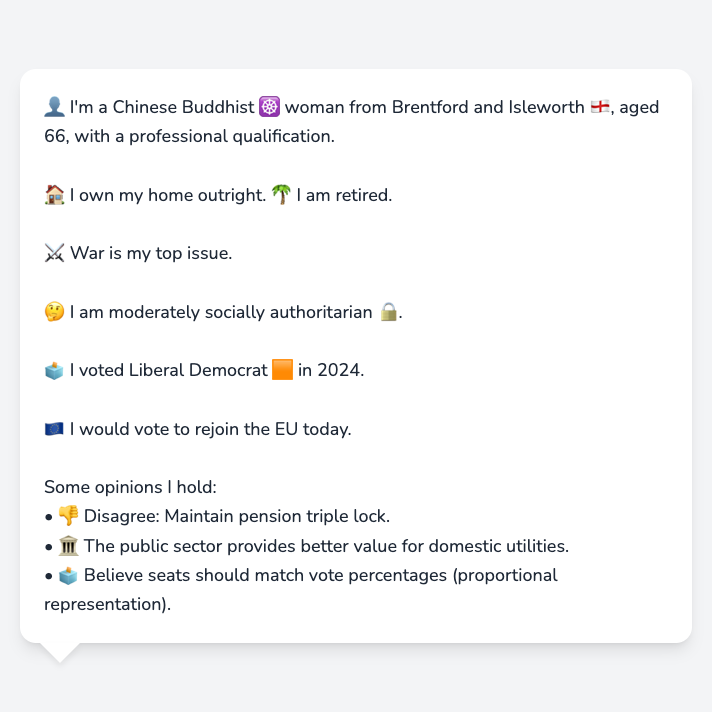 👤 I'm a Chinese Buddhist ☸️ woman from Brentford and Isleworth 🏴󠁧󠁢󠁥󠁮󠁧󠁿, aged
66, with a professional qualification.
🏠 I own my home outright. 🌴 I am retired.
⚔️ War is my top issue.
🤔 I am moderately socially authoritarian 🔒.
🗳️ I voted Liberal Democrat 🟧 in 2024.
🇪🇺 I would vote to rejoin the EU today.
Some opinions I hold:
• 👎 Disagree: Maintain pension triple lock.
• 🏛️ The public sector provides better value for domestic utilities.
• 🗳️ Believe seats should match vote percentages (proportional
representation).